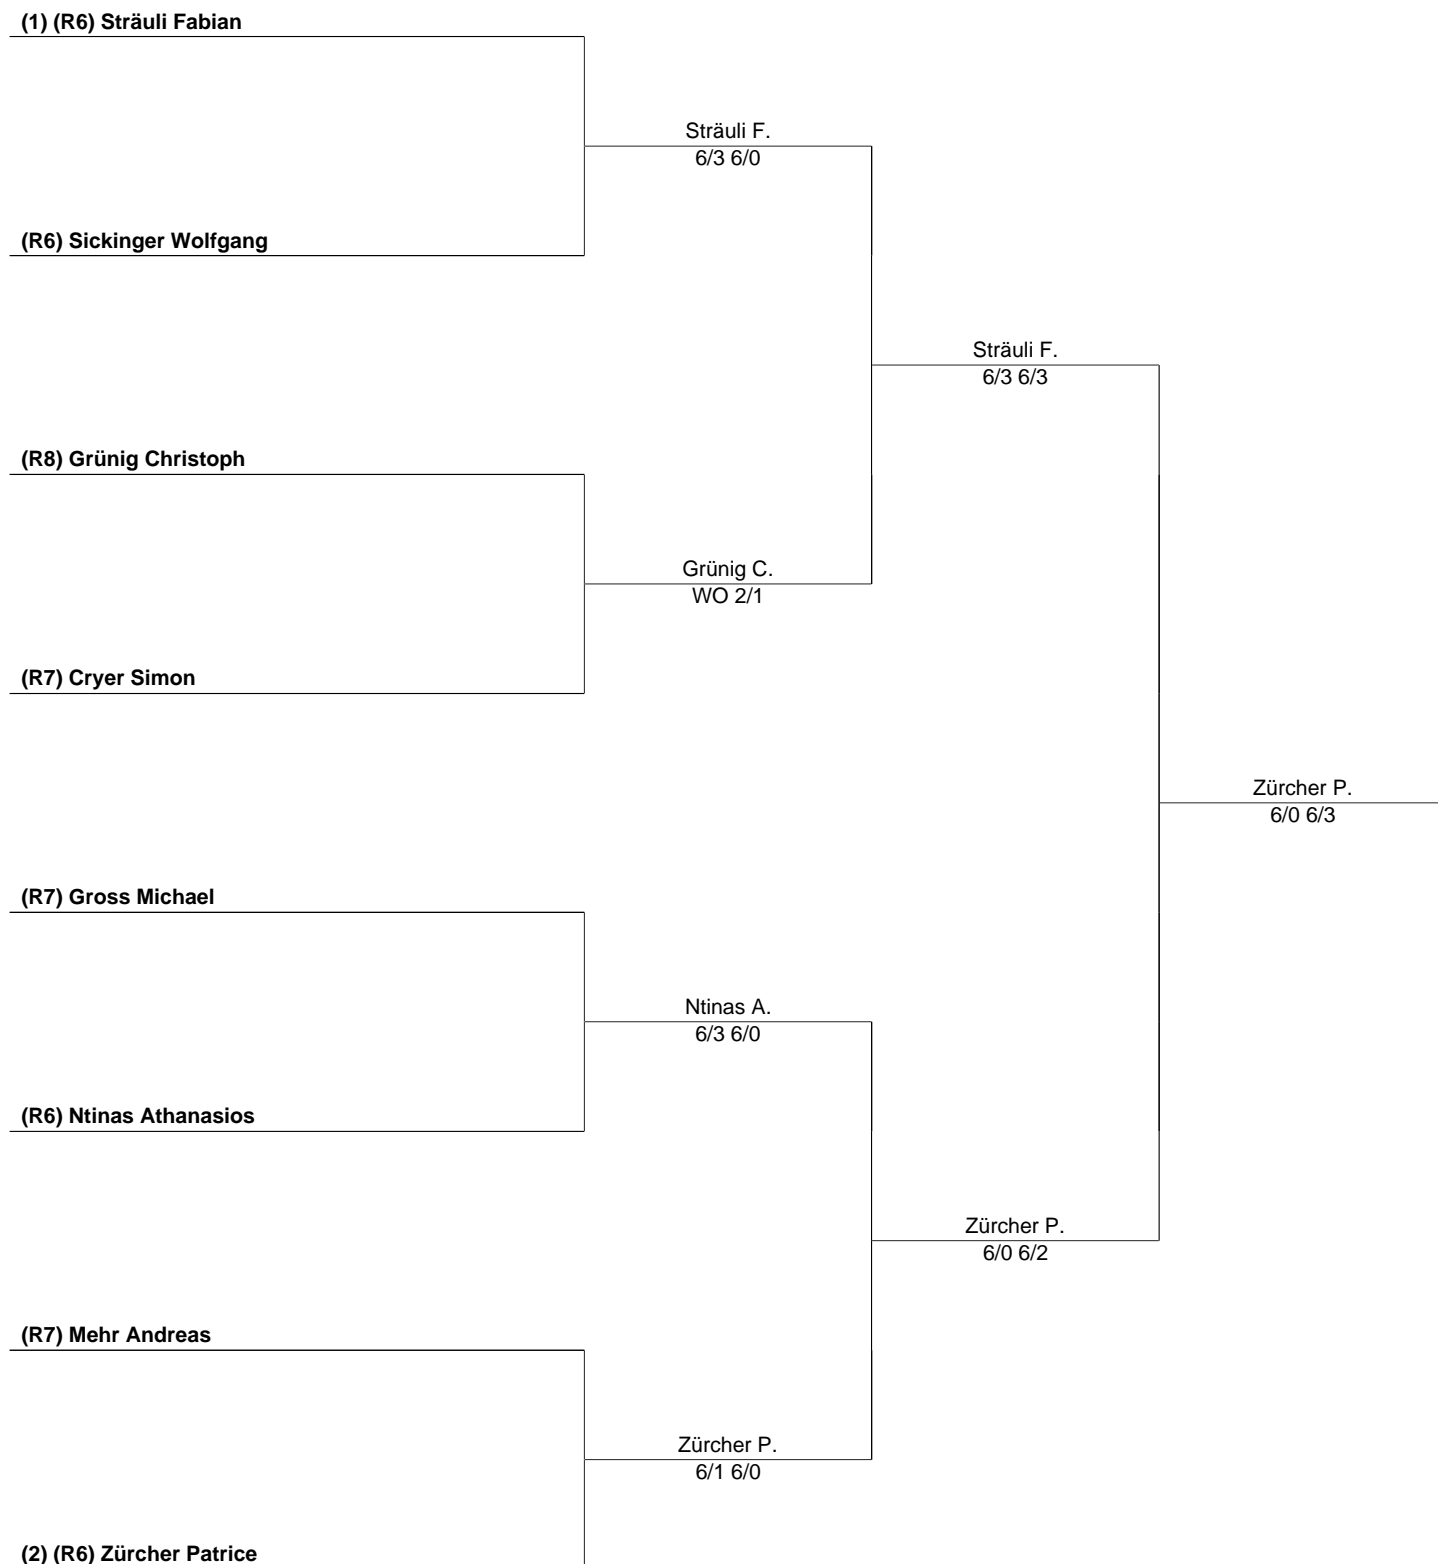 (1) (R6) Sträuli Fabian
Sträuli F.
6/3 6/0
(R6) Sickinger Wolfgang
Sträuli F.
6/3 6/3
(R8) Grünig Christoph
Grünig C.
WO 2/1
(R7) Cryer Simon
Zürcher P.
6/0 6/3
(R7) Gross Michael
Ntinas A.
6/3 6/0
(R6) Ntinas Athanasios
Zürcher P.
6/0 6/2
(R7) Mehr Andreas
Zürcher P.
6/1 6/0
(2) (R6) Zürcher Patrice